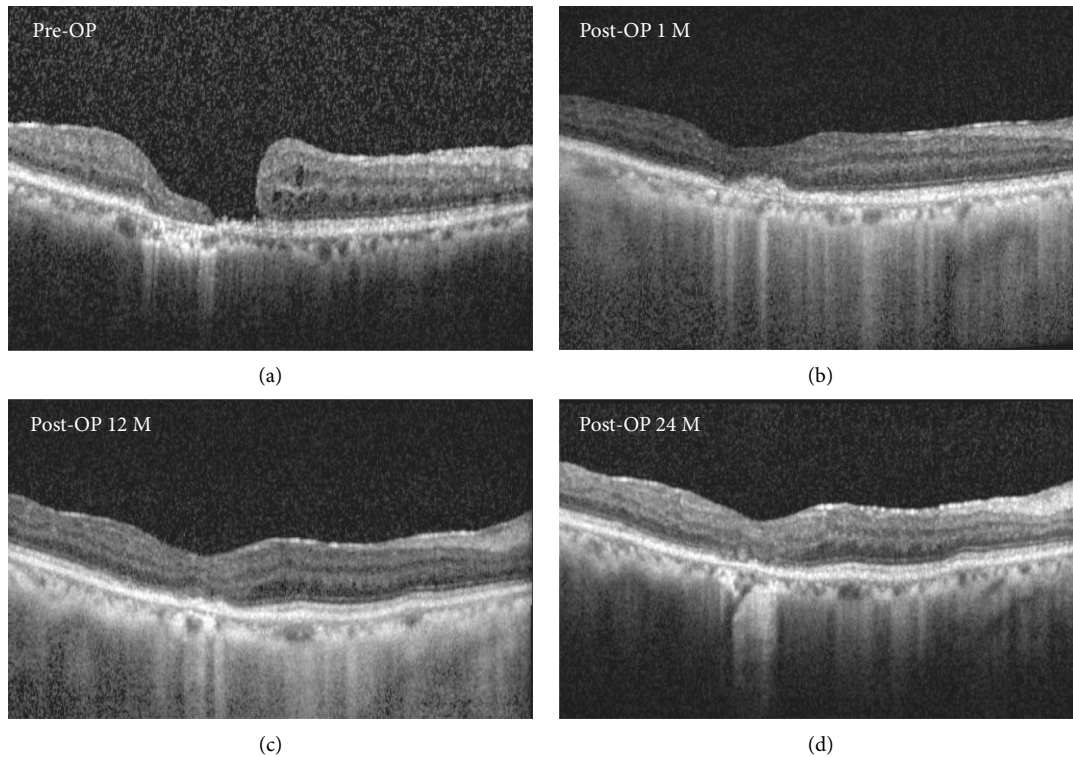 Pre-OP
Post-OP 1 M
(a)
(b)
Post-OP 12 M
Post-OP 24 M
(c)
(d)